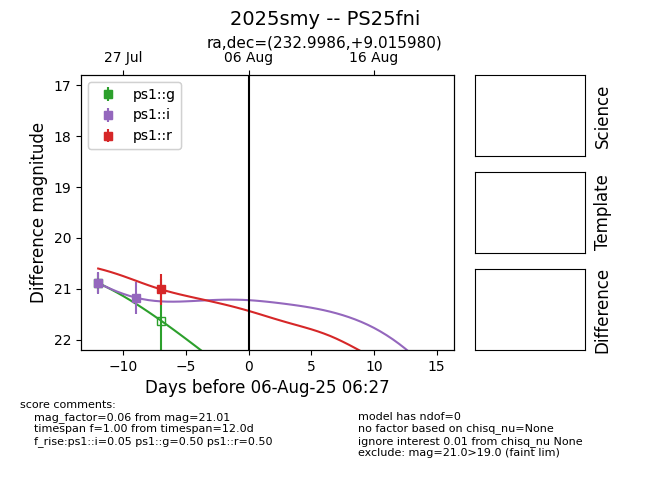 2025smy -- PS25fni
ra,dec=(232.9986,+9.015980)
27 Jul 06 Aug 16 Aug
17
18
19
20
21
22
Difference magnitude
ps1::g
ps1::i
ps1::r
−10 −5 0 5 10 15
Days before 06-Aug-25 06:27
Science
Template
Difference
score comments:
mag_factor=0.06 from mag=21.01
timespan f=1.00 from timespan=12.0d
f_rise:ps1::i=0.05 ps1::g=0.50 ps1::r=0.50
model has ndof=0
no factor based on chisq_nu=None
ignore interest 0.01 from chisq_nu None
exclude: mag=21.0>19.0 (faint lim)